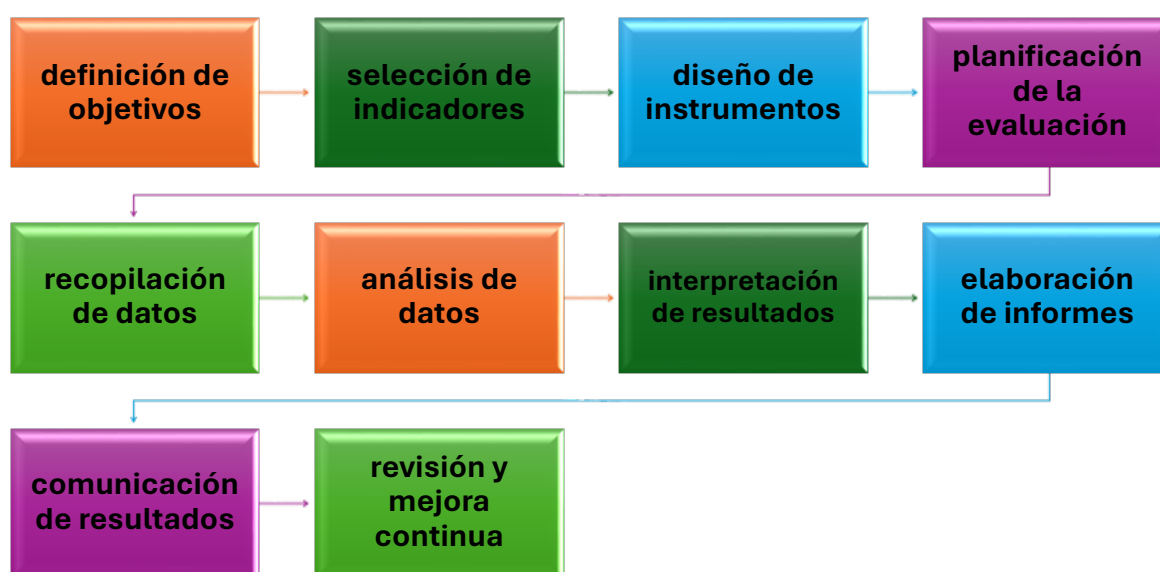 definición de
objetivos
selección de
indicadores
diseño de
instrumentos
planificación
de la
evaluación
recopilación
de datos
análisis de
datos
interpretación
de resultados
elaboración
de informes
comunicación
de resultados
revisión y
mejora
continua